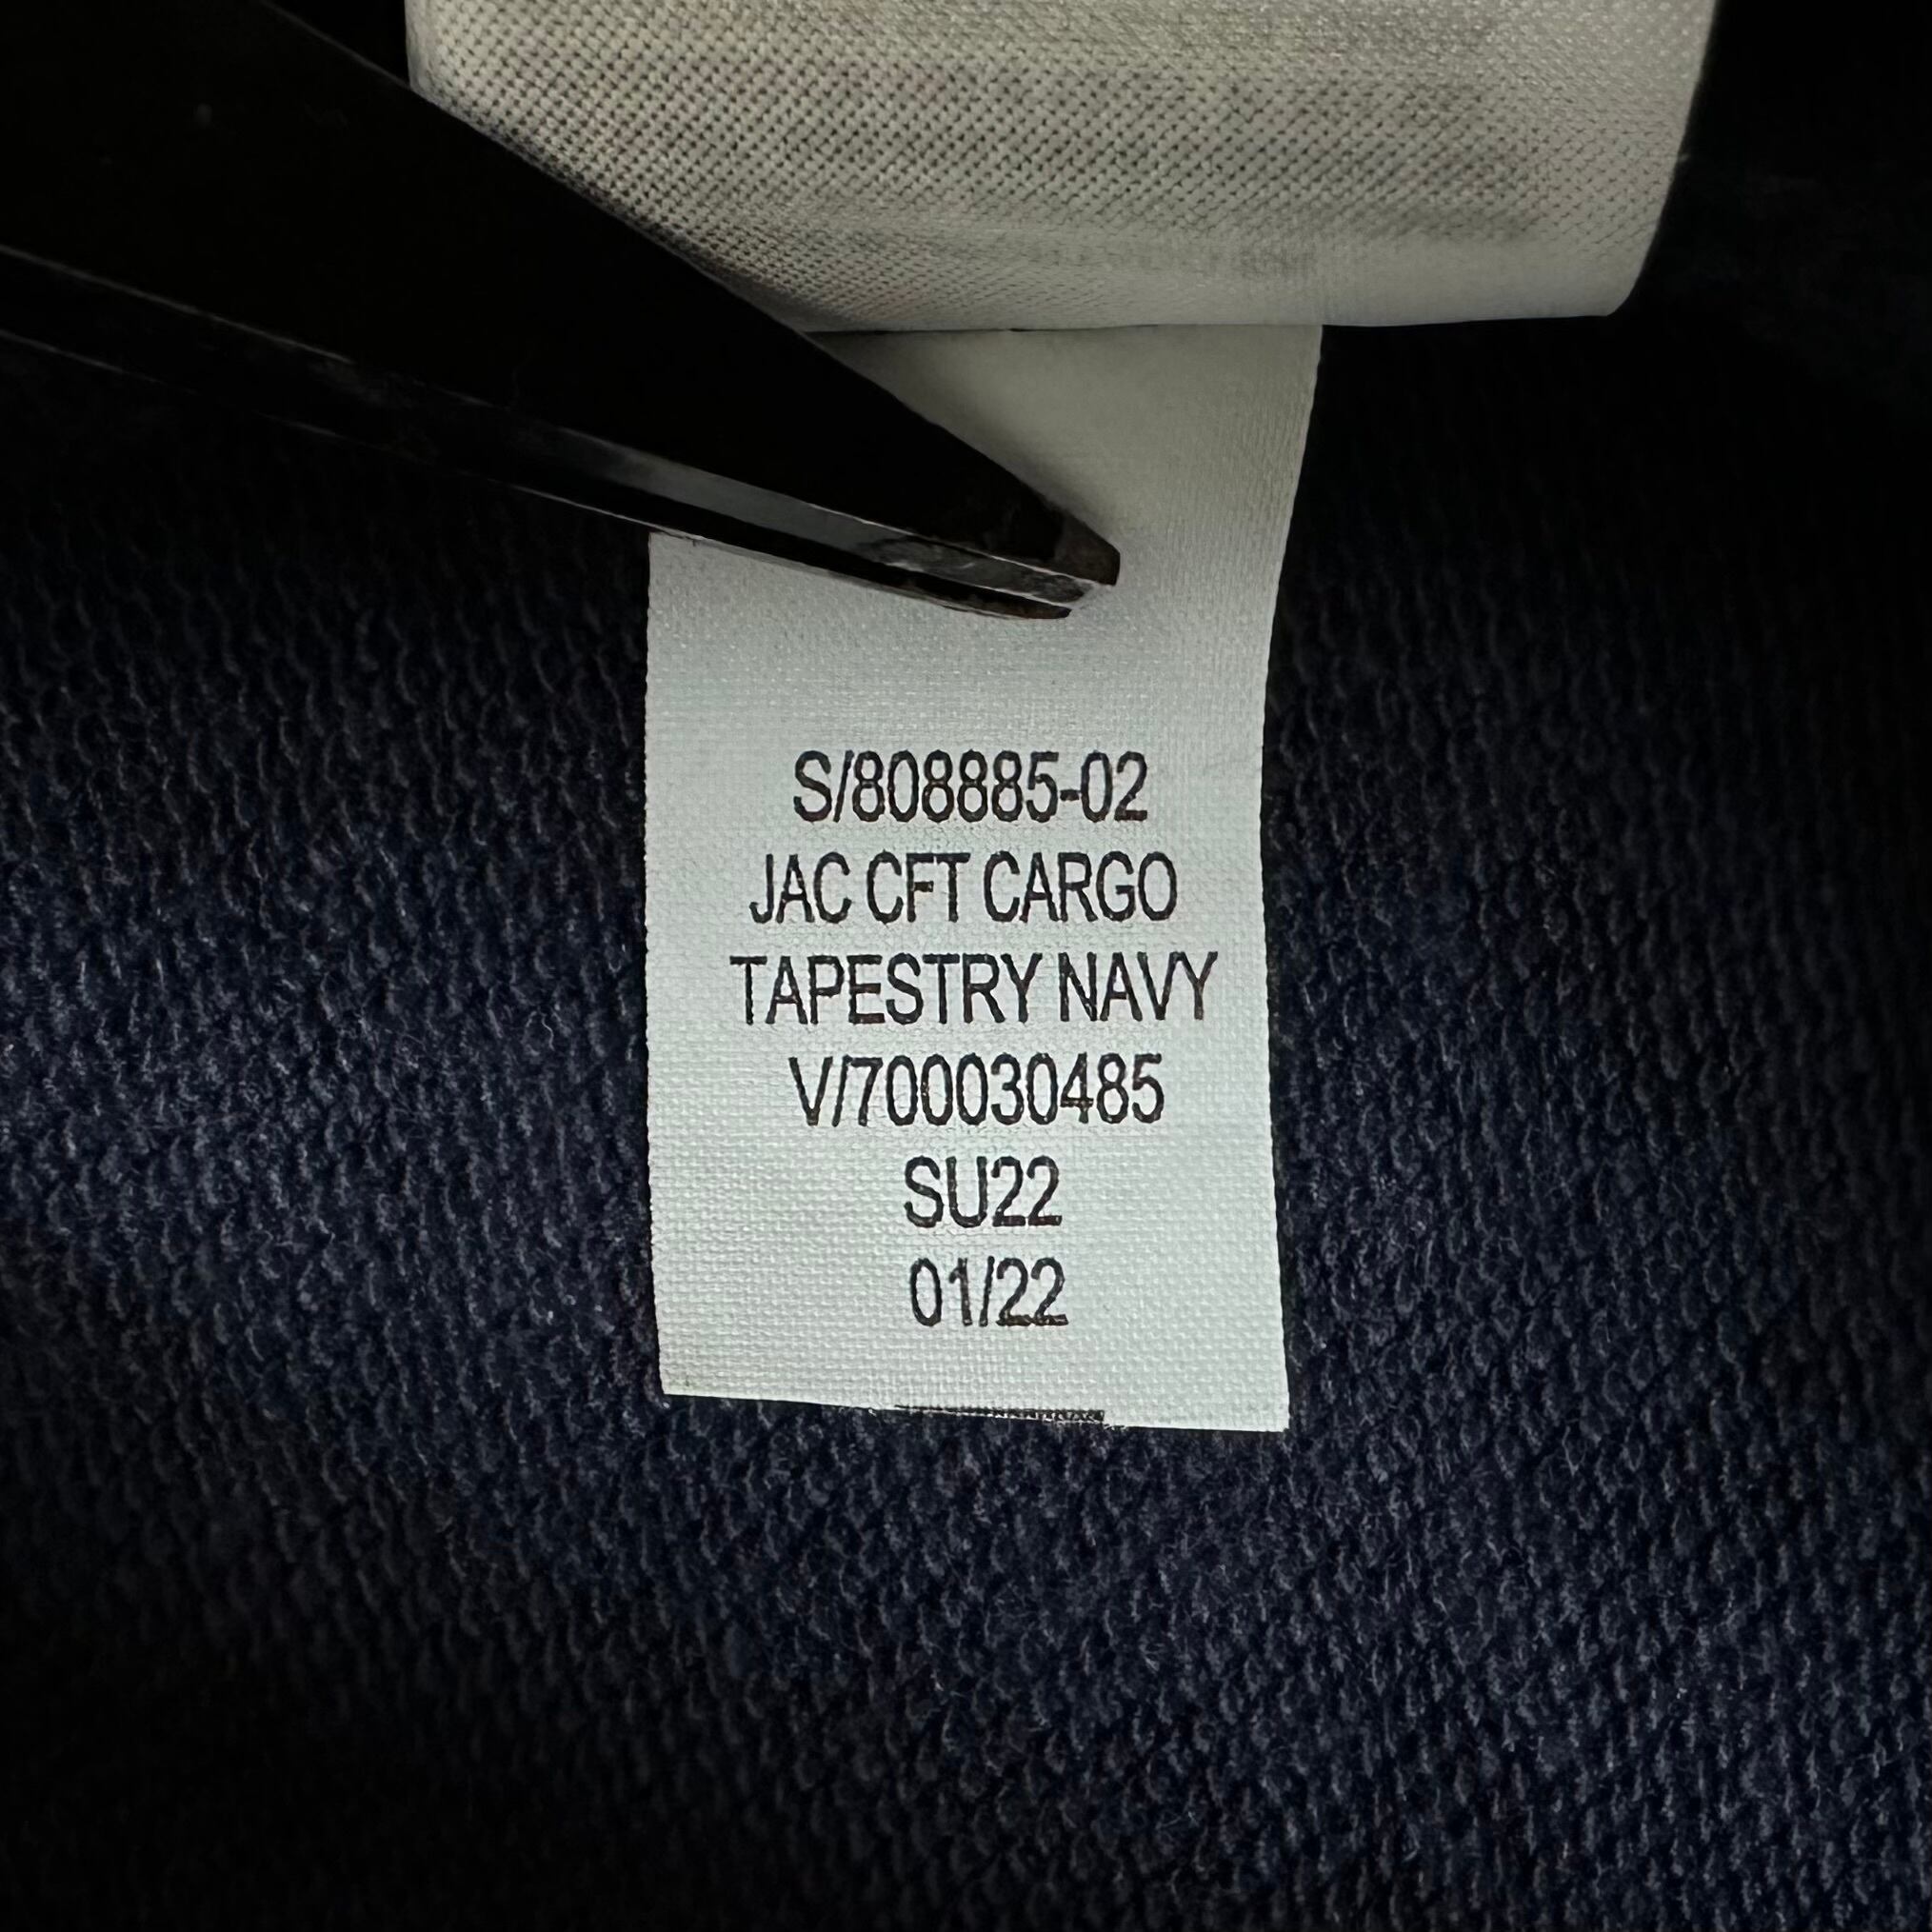 S/808885-02
JAC CFT CARGO
TAPESTRY NAVY
V/700030485
SU22
01/22